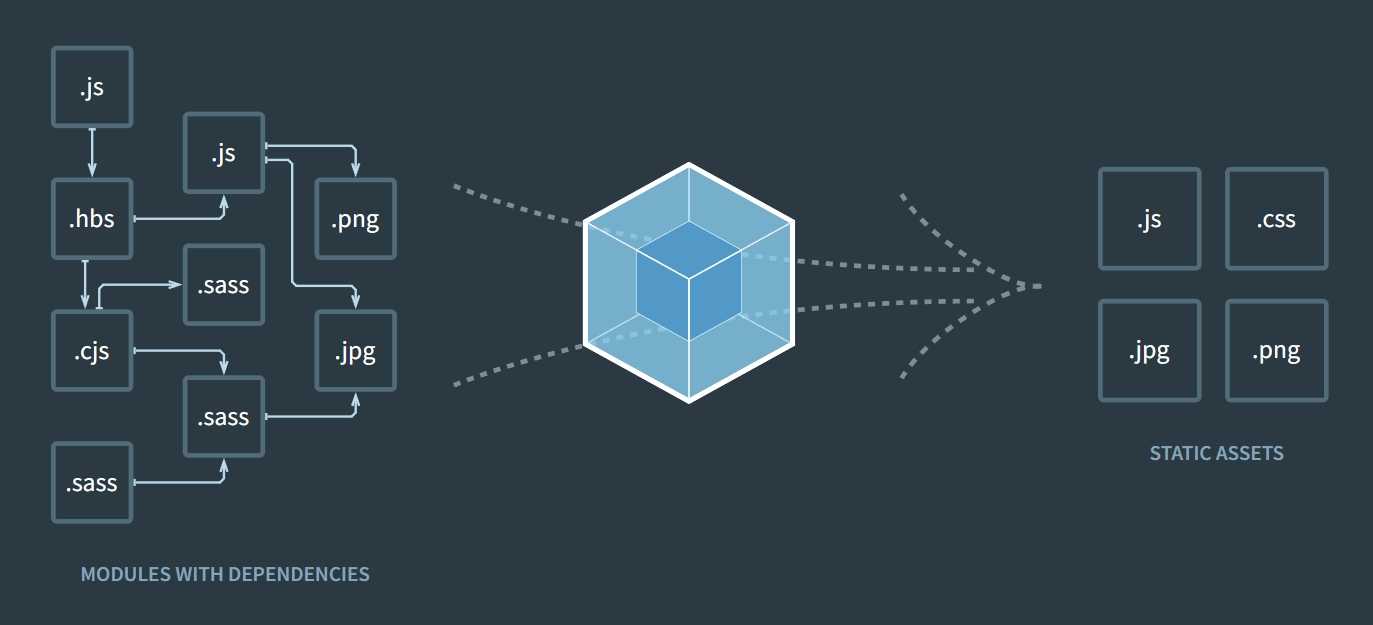 .js
.js
.hbs
.png
.sass
.cjs
.jpg
.sass
.sass
MODULES WITH DEPENDENCIES
.js
.css
.jpg
.png
STATIC ASSETS